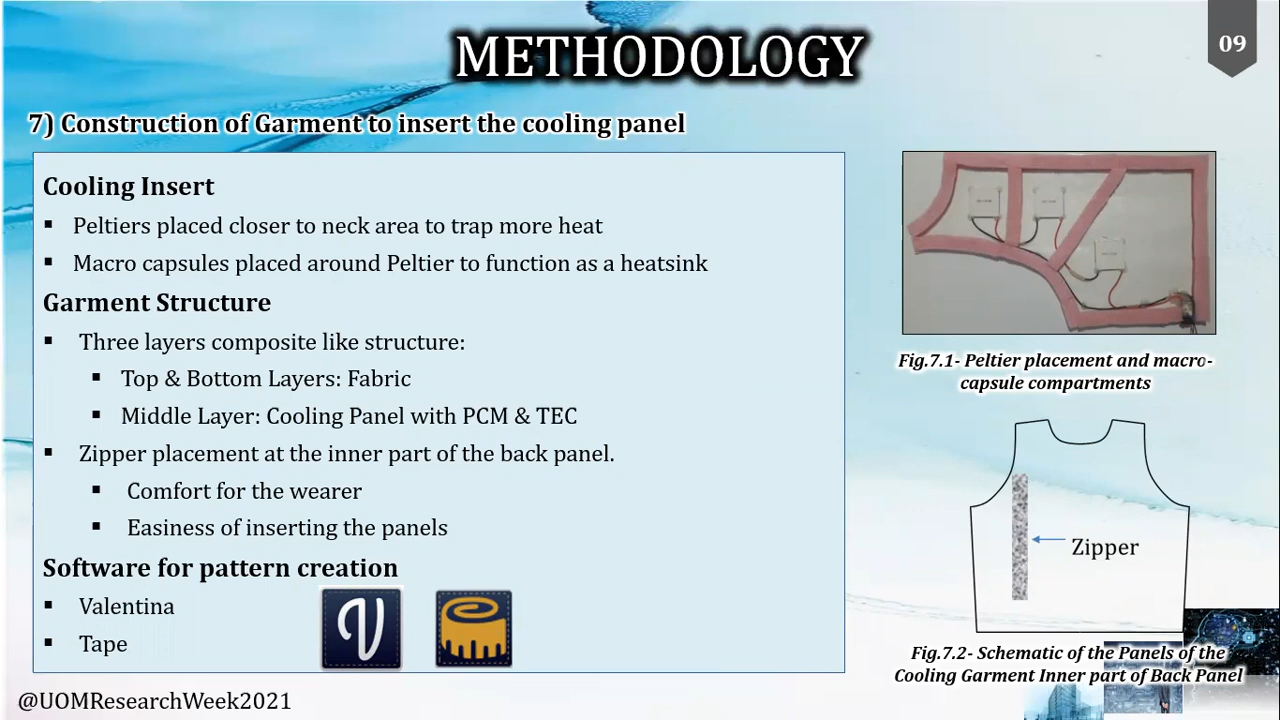 METHODOLOGY
09
7) Construction of Garment to insert the cooling panel
Cooling Insert
▪ Peltiers placed closer to neck area to trap more heat
▪ Macro capsules placed around Peltier to function as a heatsink
Garment Structure
▪ Three layers composite like structure:
▪ Top & Bottom Layers: Fabric
▪ Middle Layer: Cooling Panel with PCM & TEC
▪ Zipper placement at the inner part of the back panel.
▪ Comfort for the wearer
▪ Easiness of inserting the panels
Software for pattern creation
▪ Valentina
▪ Tape
V
Fig.7.1- Peltier placement and macro-
capsule compartments
Zipper
Fig.7.2- Schematic of the Panels of the
Cooling Garment Inner part of Back Panel
@UOMResearchWeek2021